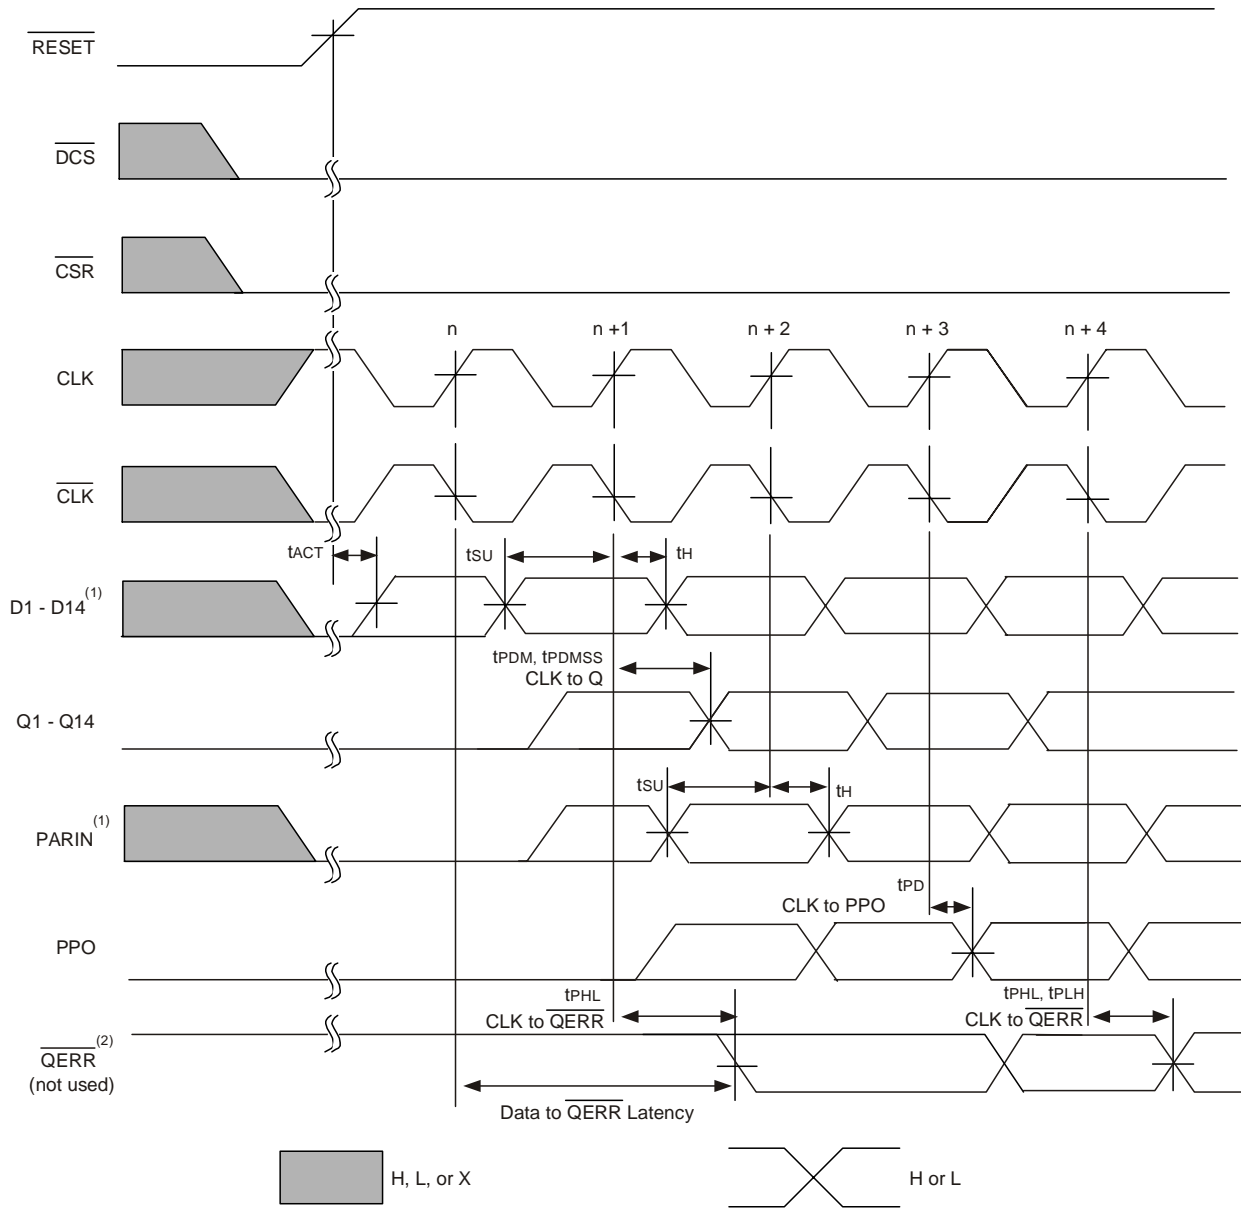 RESET
DCS
CSR
n n +1 n + 2 n + 3 n + 4
CLK
CLK
tACT tSU tH
D1 - D14(1)
tPDM, tPDMSS
CLK to Q
Q1 - Q14
tSU tH
PARIN(1)
tPD
CLK to PPO
PPO
tPHL
CLK to QERR
tPHL, tPLH
CLK to QERR
QERR(2)
(not used)
Data to QERR Latency
H, L, or X H or L